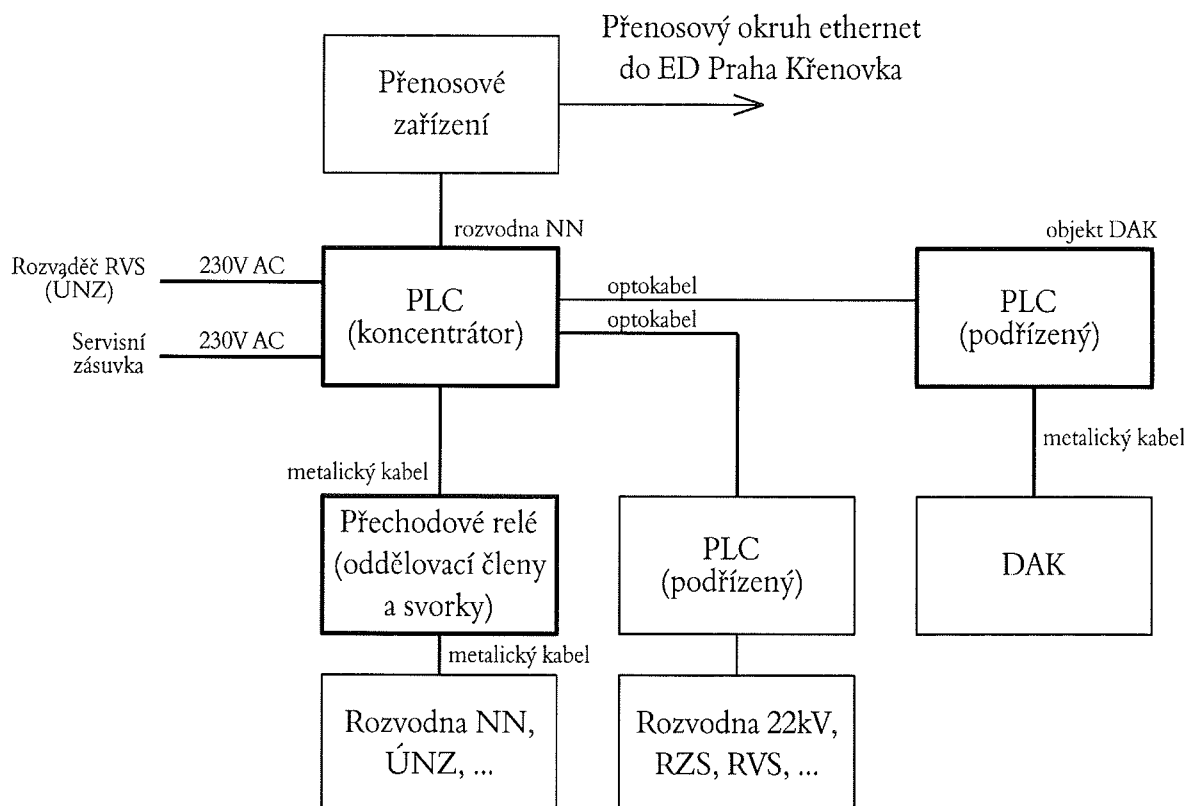 Přenosový okruh ethernet
do ED Praha Křenovka
Přenosové
zařízení
rozvodna NN
objekt DAK
Rozvaděč RVS
(ÚNZ)
230V AC
PLC
(koncentrátor)
optokabel
optokabel
PLC
(podřízený)
Servisní
zásuvka
230V AC
metalický kabel
metalický kabel
Přechodové relé
(oddělovací členy
a svorky)
PLC
(podřízený)
DAK
metalický kabel
Rozvodna NN,
ÚNZ, ...
Rozvodna 22kV,
RZS, RVS, ...